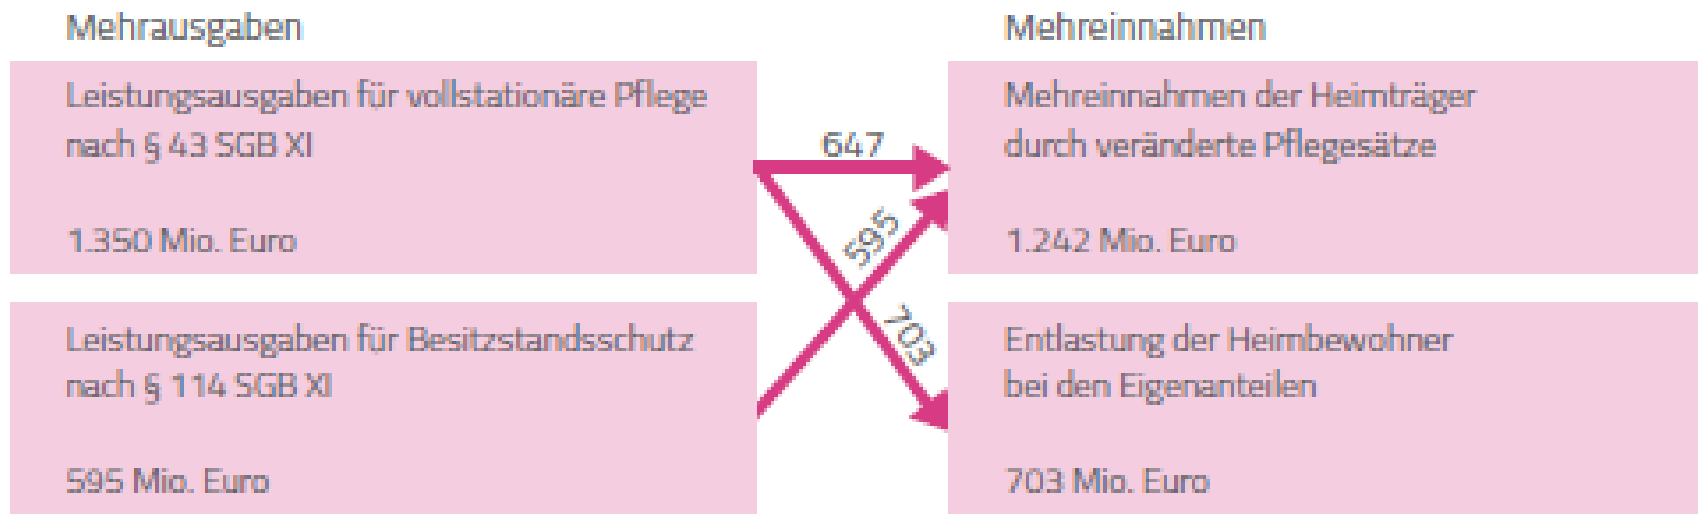 Mehrausgaben
Leistungsausgaben für vollstationäre Pflege
nach § 43 SGB XI
1.350 Mio. Euro
Leistungsausgaben für Besitzstandsschutz
nach § 114 SGB XI
595 Mio. Euro
647
595
703
Mehreinnahmen
Mehreinnahmen der Heimträger
durch veränderte Pflegesätze
1.242 Mio. Euro
Entlastung der Heimbewohner
bei den Eigenanteilen
703 Mio. Euro